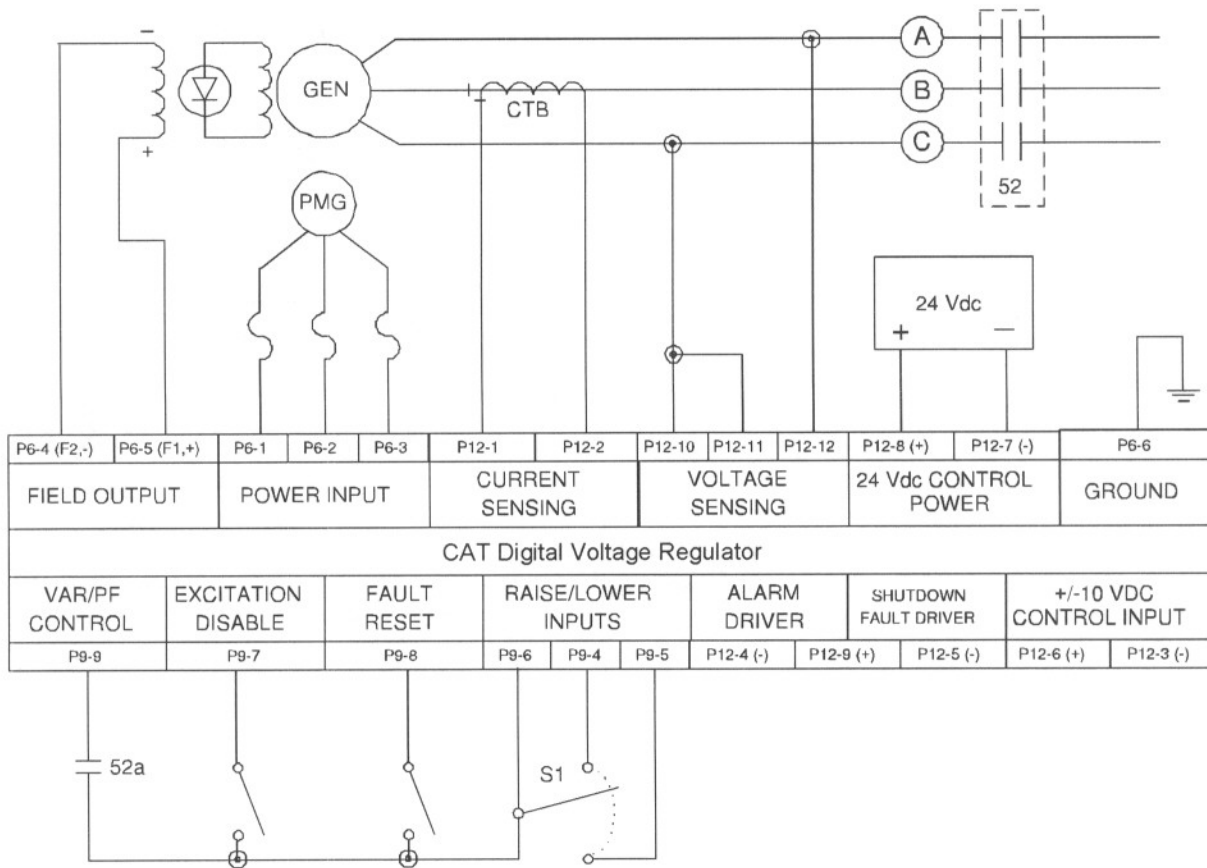 −
+
GEN
CTB
PMG
A
B
C
52
24 Vdc
+ −
P6-4 (F2,-) P6-5 (F1,+) P6-1 P6-2 P6-3 P12-1 P12-2 P12-10 P12-11 P12-12 P12-8 (+) P12-7 (-) P6-6
FIELD OUTPUT
POWER INPUT
CURRENT
SENSING
VOLTAGE
SENSING
24 Vdc CONTROL
POWER
GROUND
CAT Digital Voltage Regulator
VAR/PF
CONTROL
EXCITATION
DISABLE
FAULT
RESET
RAISE/LOWER
INPUTS
ALARM
DRIVER
SHUTDOWN
FAULT DRIVER
+/-10 VDC
CONTROL INPUT
P9-9 P9-7 P9-8 P9-6 P9-4 P9-5 P12-4 (-) P12-9 (+) P12-5 (-) P12-6 (+) P12-3 (-)
52a
S1